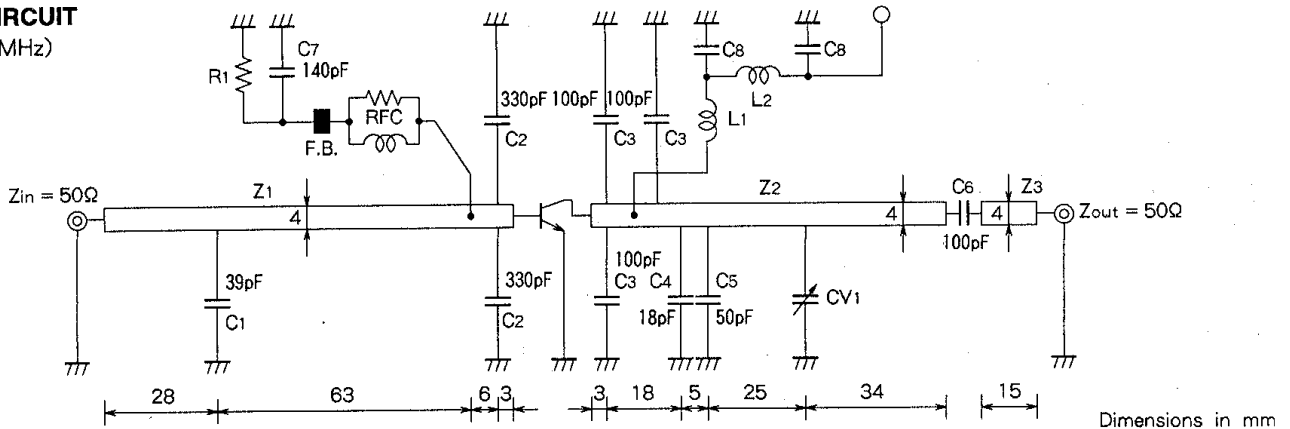 IRCUIT
MHz)
R1
C7
140pF
RFC
F.B.
330pF
C2
100pF
C3
100pF
C3
C8
L1
L2
C8
Zin = 50Ω
Z1
4
Z2
4
C6
100pF
Z3
4
Zout = 50Ω
39pF
C1
330pF
C2
100pF
C3
C4
18pF
C5
50pF
CV1
28
63
6
3
3
18
5
25
34
15
Dimensions in mm